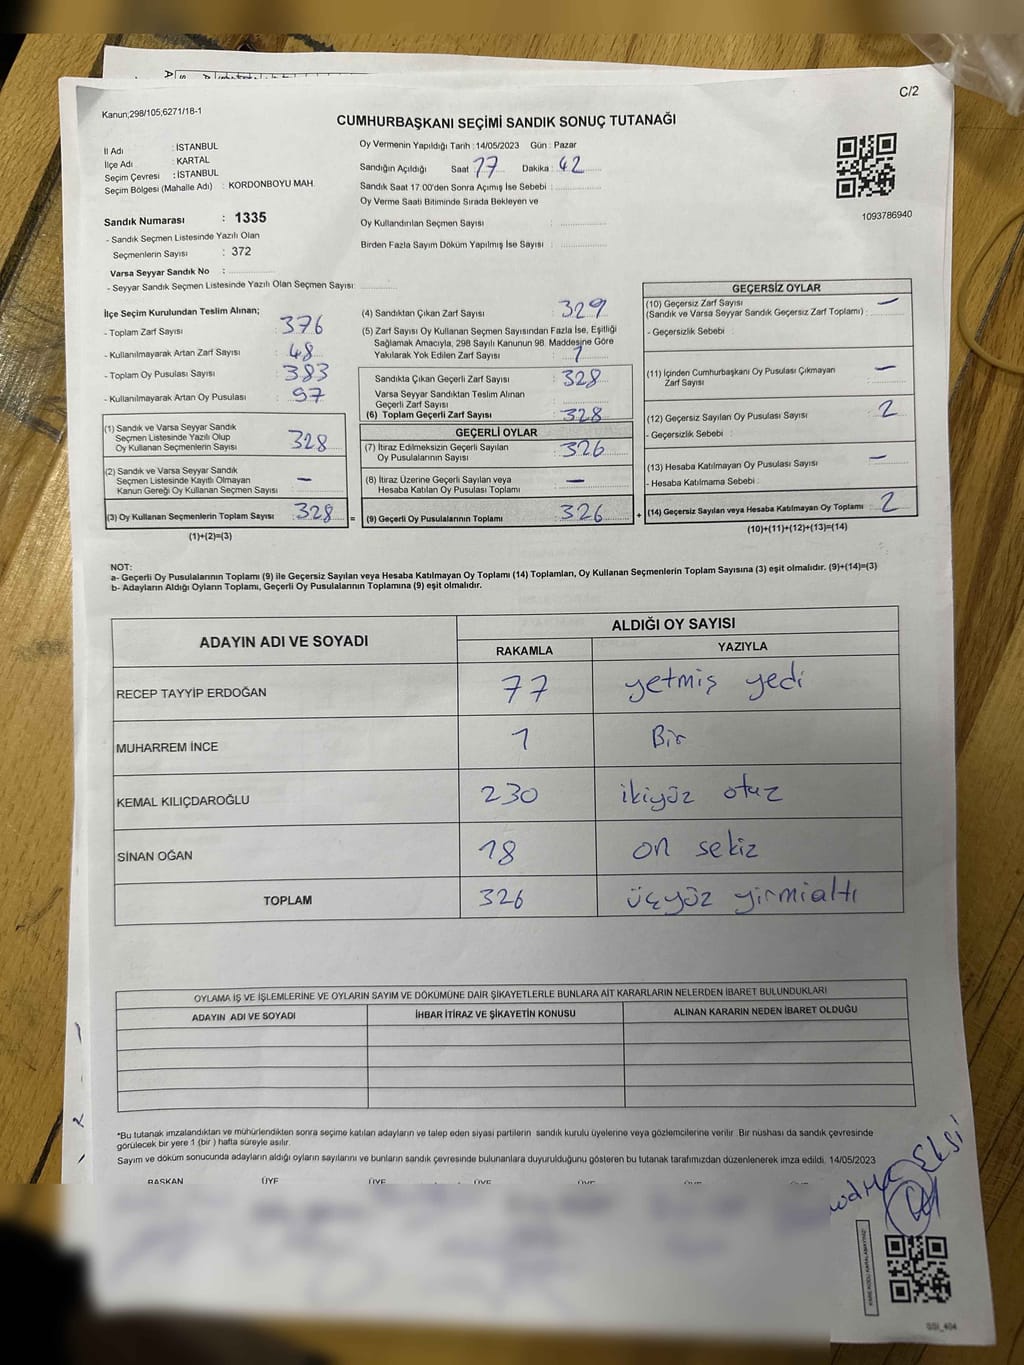 C/2
Kanun;298/105;6271/18-1
CUMHURBAŞKANI SEÇİMİ SANDIK SONUÇ TUTANAĞI
İl Adı : İSTANBUL
İlçe Adı : KARTAL
Seçim Çevresi : İSTANBUL
Seçim Bölgesi (Mahalle Adı) : KORDONBOYU MAH.
Sandık Numarası : 1335
- Sandık Seçmen Listesinde Yazılı Olan
Seçmenlerin Sayısı : 372
Varsa Seyyar Sandık No :
- Seyyar Sandık Seçmen Listesinde Yazılı Olan Seçmen Sayısı:
Oy Vermenin Yapıldığı Tarih : 14/05/2023 Gün : Pazar
Sandığın Açıldığı Saat 17 Dakika : 42
Sandık Saat 17:00'den Sonra Açımış İse Sebebi :
Oy Verme Saati Bitiminde Sırada Bekleyen ve
Oy Kullandırılan Seçmen Sayısı :
Birden Fazla Sayım Döküm Yapılmış İse Sayısı :
1093786940
İlçe Seçim Kurulundan Teslim Alınan;
- Toplam Zarf Sayısı : 376
- Kullanılmayarak Artan Zarf Sayısı : 48
- Toplam Oy Pusulası Sayısı : 383
- Kullanılmayarak Artan Oy Pusulası : 97
(1) Sandık ve Varsa Seyyar Sandık
Seçmen Listesinde Yazılı Olup
Oy Kullanan Seçmenlerin Sayısı : 328
(2) Sandık ve Varsa Seyyar Sandık
Seçmen Listesinde Kayıtlı Olmayan
Kanun Gereği Oy Kullanan Seçmen Sayısı : —
(3) Oy Kullanan Seçmenlerin Toplam Sayısı : 328 =
(1)+(2)=(3)
(4) Sandıktan Çıkan Zarf Sayısı : 329
(5) Zarf Sayısı Oy Kullanan Seçmen Sayısından Fazla İse, Eşitliği
Sağlamak Amacıyla, 298 Sayılı Kanunun 98. Maddesine Göre
Yakılarak Yok Edilen Zarf Sayısı : 1
Sandıkta Çıkan Geçerli Zarf Sayısı : 328
Varsa Seyyar Sandıktan Teslim Alınan
Geçerli Zarf Sayısı :
(6) Toplam Geçerli Zarf Sayısı : 328
GEÇERLİ OYLAR
(7) İtiraz Edilmeksizin Geçerli Sayılan
Oy Pusulalarının Sayısı : 326
(8) İtiraz Üzerine Geçerli Sayılan veya
Hesaba Katılan Oy Pusulası Toplamı : —
(9) Geçerli Oy Pusulalarının Toplamı : 326 +
GEÇERSİZ OYLAR
(10) Geçersiz Zarf Sayısı
(Sandık ve Varsa Seyyar Sandık Geçersiz Zarf Toplamı) : —
- Geçersizlik Sebebi :
(11) İçinden Cumhurbaşkanı Oy Pusulası Çıkmayan
Zarf Sayısı : —
(12) Geçersiz Sayılan Oy Pusulası Sayısı : 2
- Geçersizlik Sebebi :
(13) Hesaba Katılmayan Oy Pusulası Sayısı : —
- Hesaba Katılmama Sebebi :
(14) Geçersiz Sayılan veya Hesaba Katılmayan Oy Toplamı : 2
(10)+(11)+(12)+(13)=(14)
NOT:
a- Geçerli Oy Pusulalarının Toplamı (9) ile Geçersiz Sayılan veya Hesaba Katılmayan Oy Toplamı (14) Toplamları, Oy Kullanan Seçmenlerin Toplam Sayısına (3) eşit olmalıdır. (9)+(14)=(3)
b- Adayların Aldığı Oyların Toplamı, Geçerli Oy Pusulalarının Toplamına (9) eşit olmalıdır.
ADAYIN ADI VE SOYADI ALDIĞI OY SAYISI
RAKAMLA YAZIYLA
RECEP TAYYİP ERDOĞAN 77 yetmiş yedi
MUHARREM İNCE 1 Bir
KEMAL KILIÇDAROĞLU 230 ikiyüz otuz
SİNAN OĞAN 18 on sekiz
TOPLAM 326 üçyüz yirmialtı
OYLAMA İŞ VE İŞLEMLERİNE VE OYLARIN SAYIM VE DÖKÜMÜNE DAİR ŞİKAYETLERLE BUNLARA AİT KARARLARIN NELERDEN İBARET BULUNDUKLARI
ADAYIN ADI VE SOYADI İHBAR İTİRAZ VE ŞİKAYETİN KONUSU ALINAN KARARIN NEDEN İBARET OLDUĞU
*Bu tutanak imzalandıktan ve mühürlendikten sonra seçime katılan adayların ve talep eden siyasi partilerin sandık kurulu üyelerine veya gözlemcilerine verilir. Bir nüshası da sandık çevresinde
görülecek bir yere 1 (bir) hafta süreyle asılır.
Sayım ve döküm sonucunda adayların aldığı oyların sayılarını ve bunların sandık çevresinde bulunanlara duyurulduğunu gösteren bu tutanak tarafımızdan düzenlenerek imza edildi. 14/05/2023
BAŞKAN ÜYE ÜYE ÜYE ÜYE ÜYE